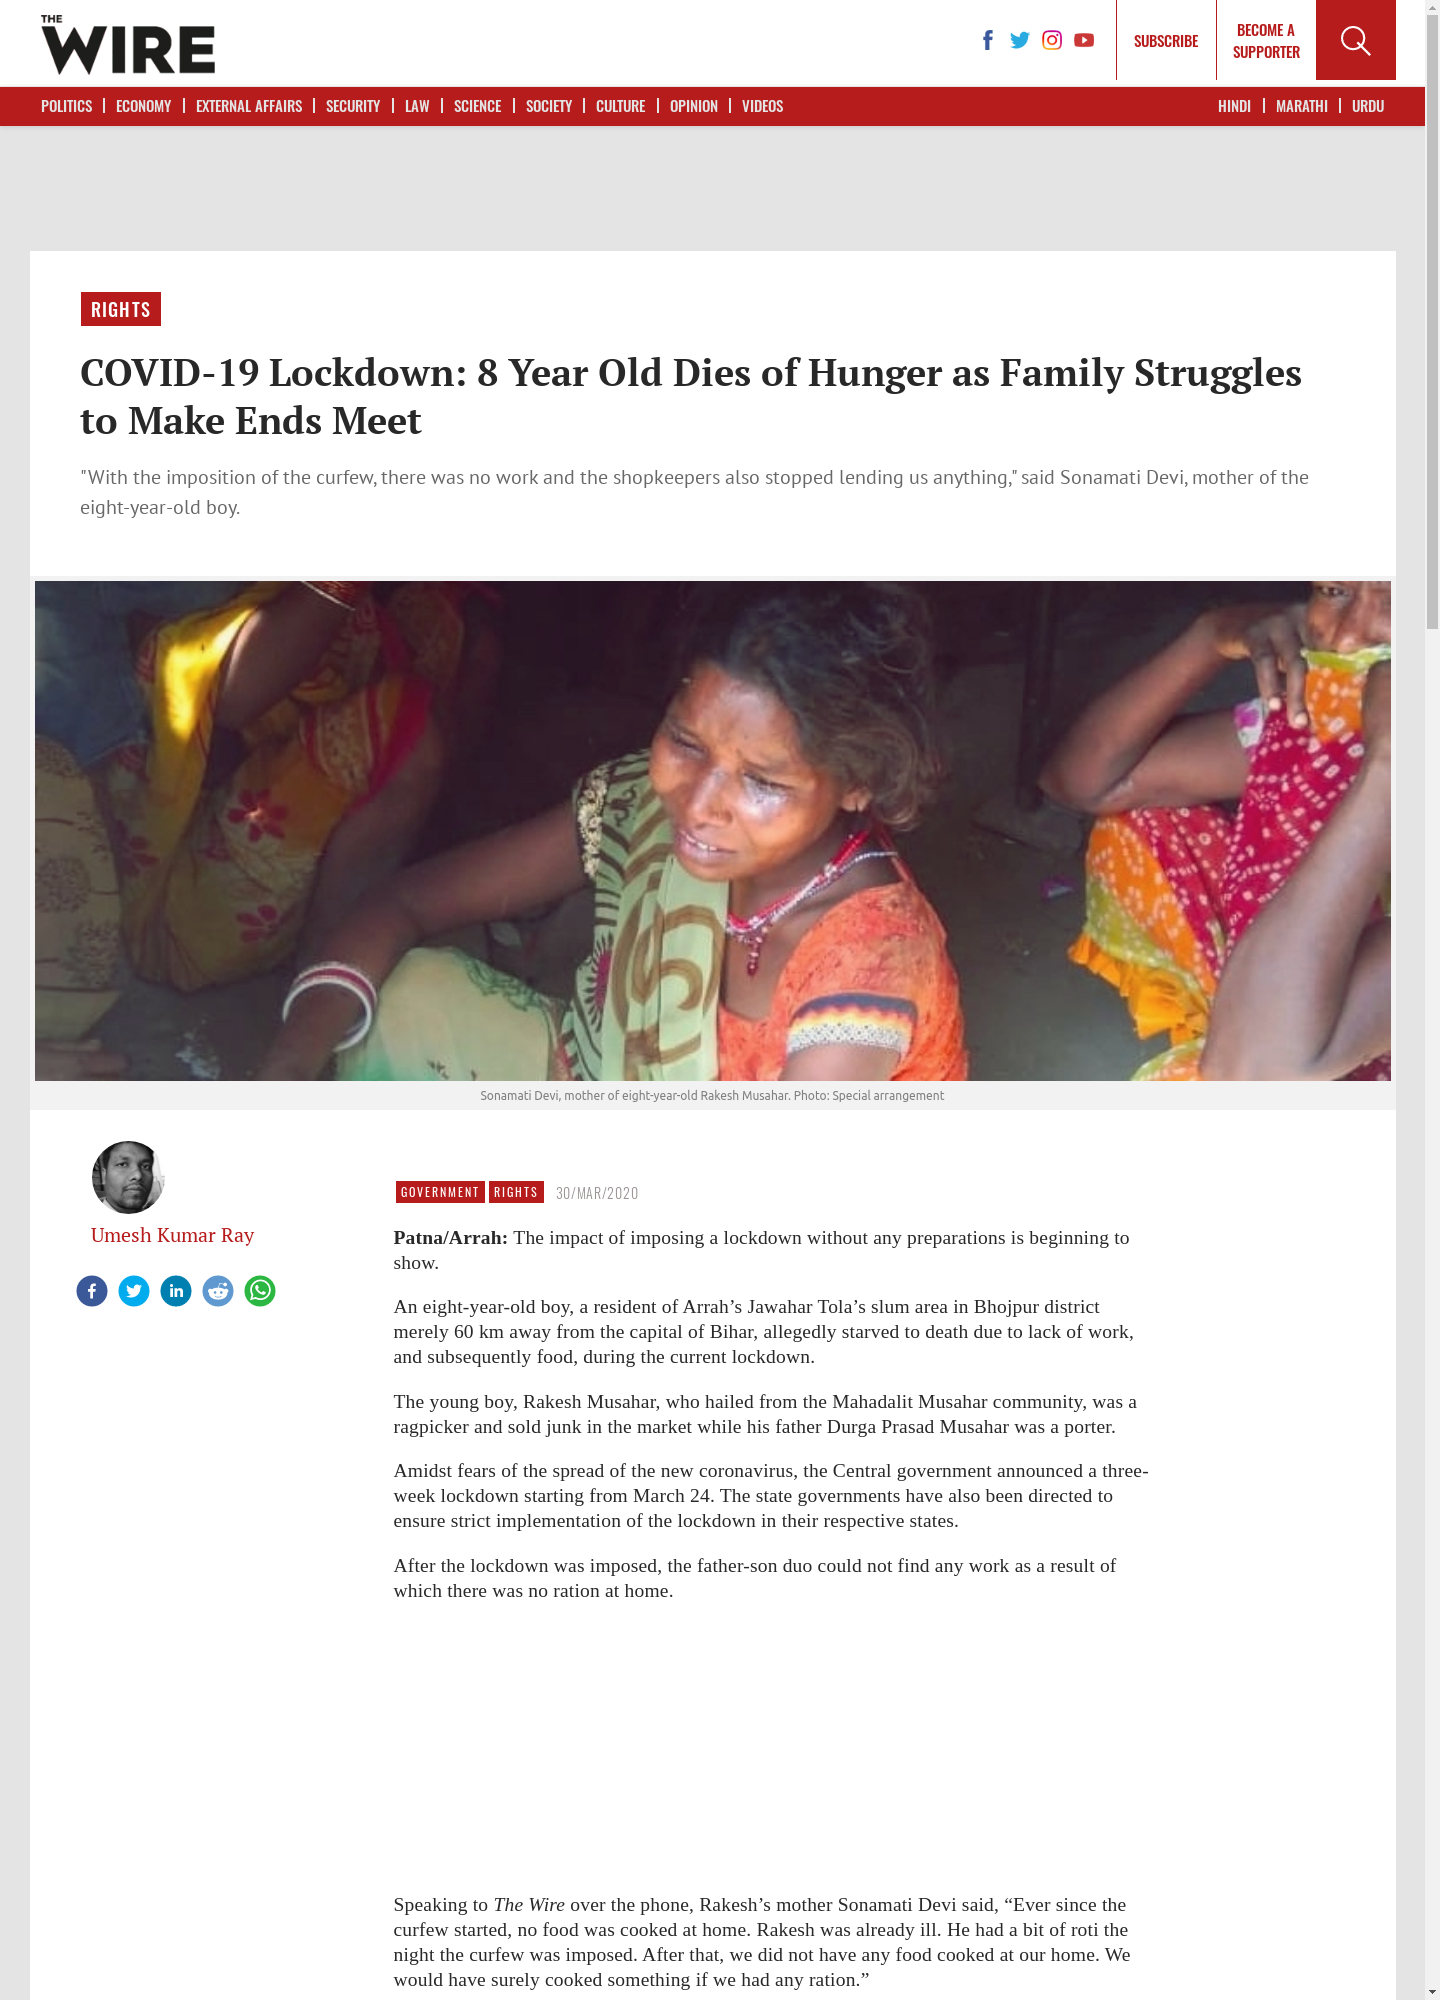 THE
WIRE
SUBSCRIBE
BECOME A
SUPPORTER
POLITICS ECONOMY EXTERNAL AFFAIRS SECURITY LAW SCIENCE SOCIETY CULTURE OPINION VIDEOS HINDI MARATHI URDU
RIGHTS
COVID-19 Lockdown: 8 Year Old Dies of Hunger as Family Struggles
to Make Ends Meet
"With the imposition of the curfew, there was no work and the shopkeepers also stopped lending us anything," said Sonamati Devi, mother of the
eight-year-old boy.
Sonamati Devi, mother of eight-year-old Rakesh Musahar. Photo: Special arrangement
Umesh Kumar Ray
GOVERNMENT RIGHTS 30/MAR/2020
Patna/Arrah: The impact of imposing a lockdown without any preparations is beginning to
show.
An eight-year-old boy, a resident of Arrah’s Jawahar Tola’s slum area in Bhojpur district
merely 60 km away from the capital of Bihar, allegedly starved to death due to lack of work,
and subsequently food, during the current lockdown.
The young boy, Rakesh Musahar, who hailed from the Mahadalit Musahar community, was a
ragpicker and sold junk in the market while his father Durga Prasad Musahar was a porter.
Amidst fears of the spread of the new coronavirus, the Central government announced a three-
week lockdown starting from March 24. The state governments have also been directed to
ensure strict implementation of the lockdown in their respective states.
After the lockdown was imposed, the father-son duo could not find any work as a result of
which there was no ration at home.
Speaking to The Wire over the phone, Rakesh’s mother Sonamati Devi said, “Ever since the
curfew started, no food was cooked at home. Rakesh was already ill. He had a bit of roti the
night the curfew was imposed. After that, we did not have any food cooked at our home. We
would have surely cooked something if we had any ration.”